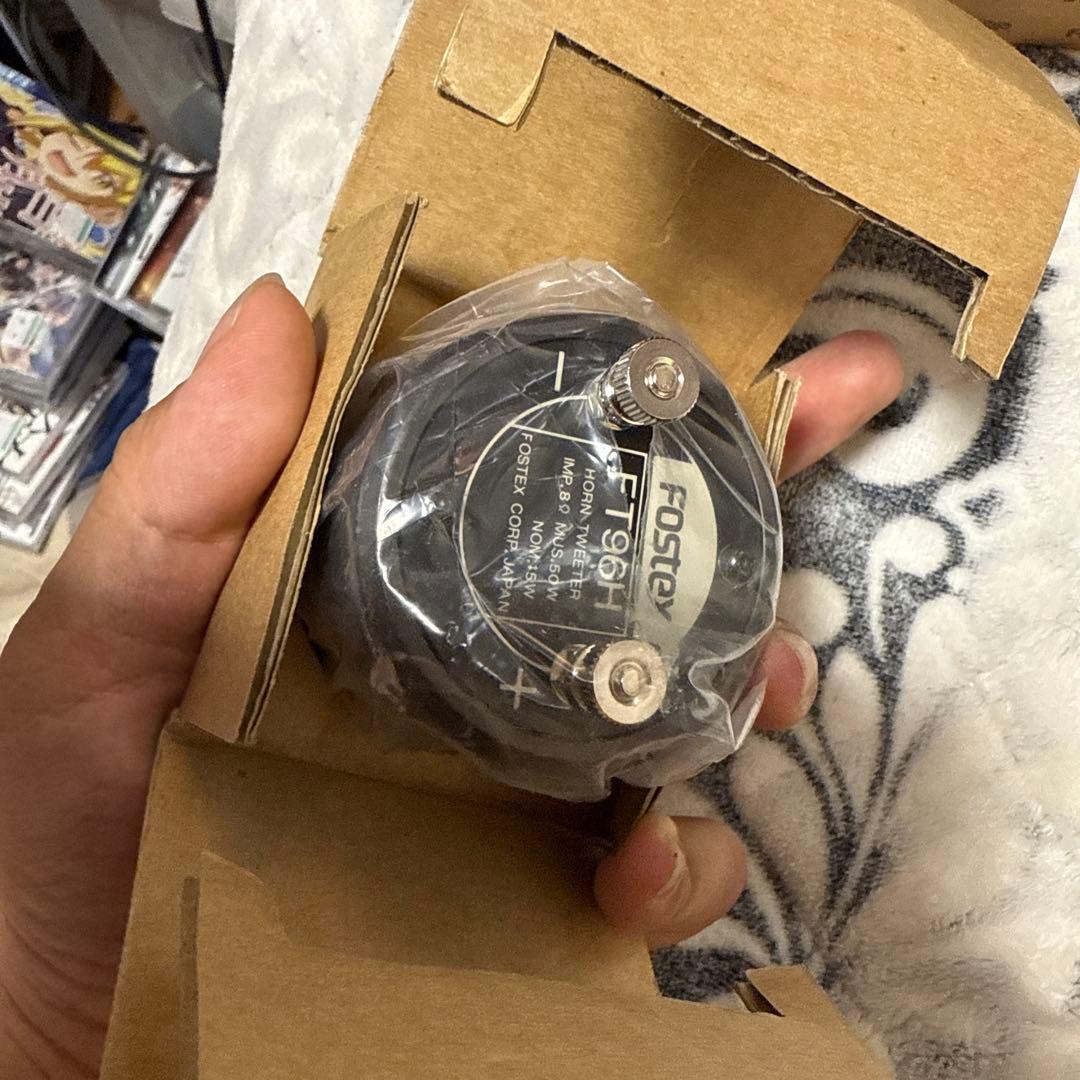 FOSTEX
FT96H
HORN TWEETER
IMP.8Ω MUS.50W
NOM.15W
FOSTEX CORP.JAPAN
−
+